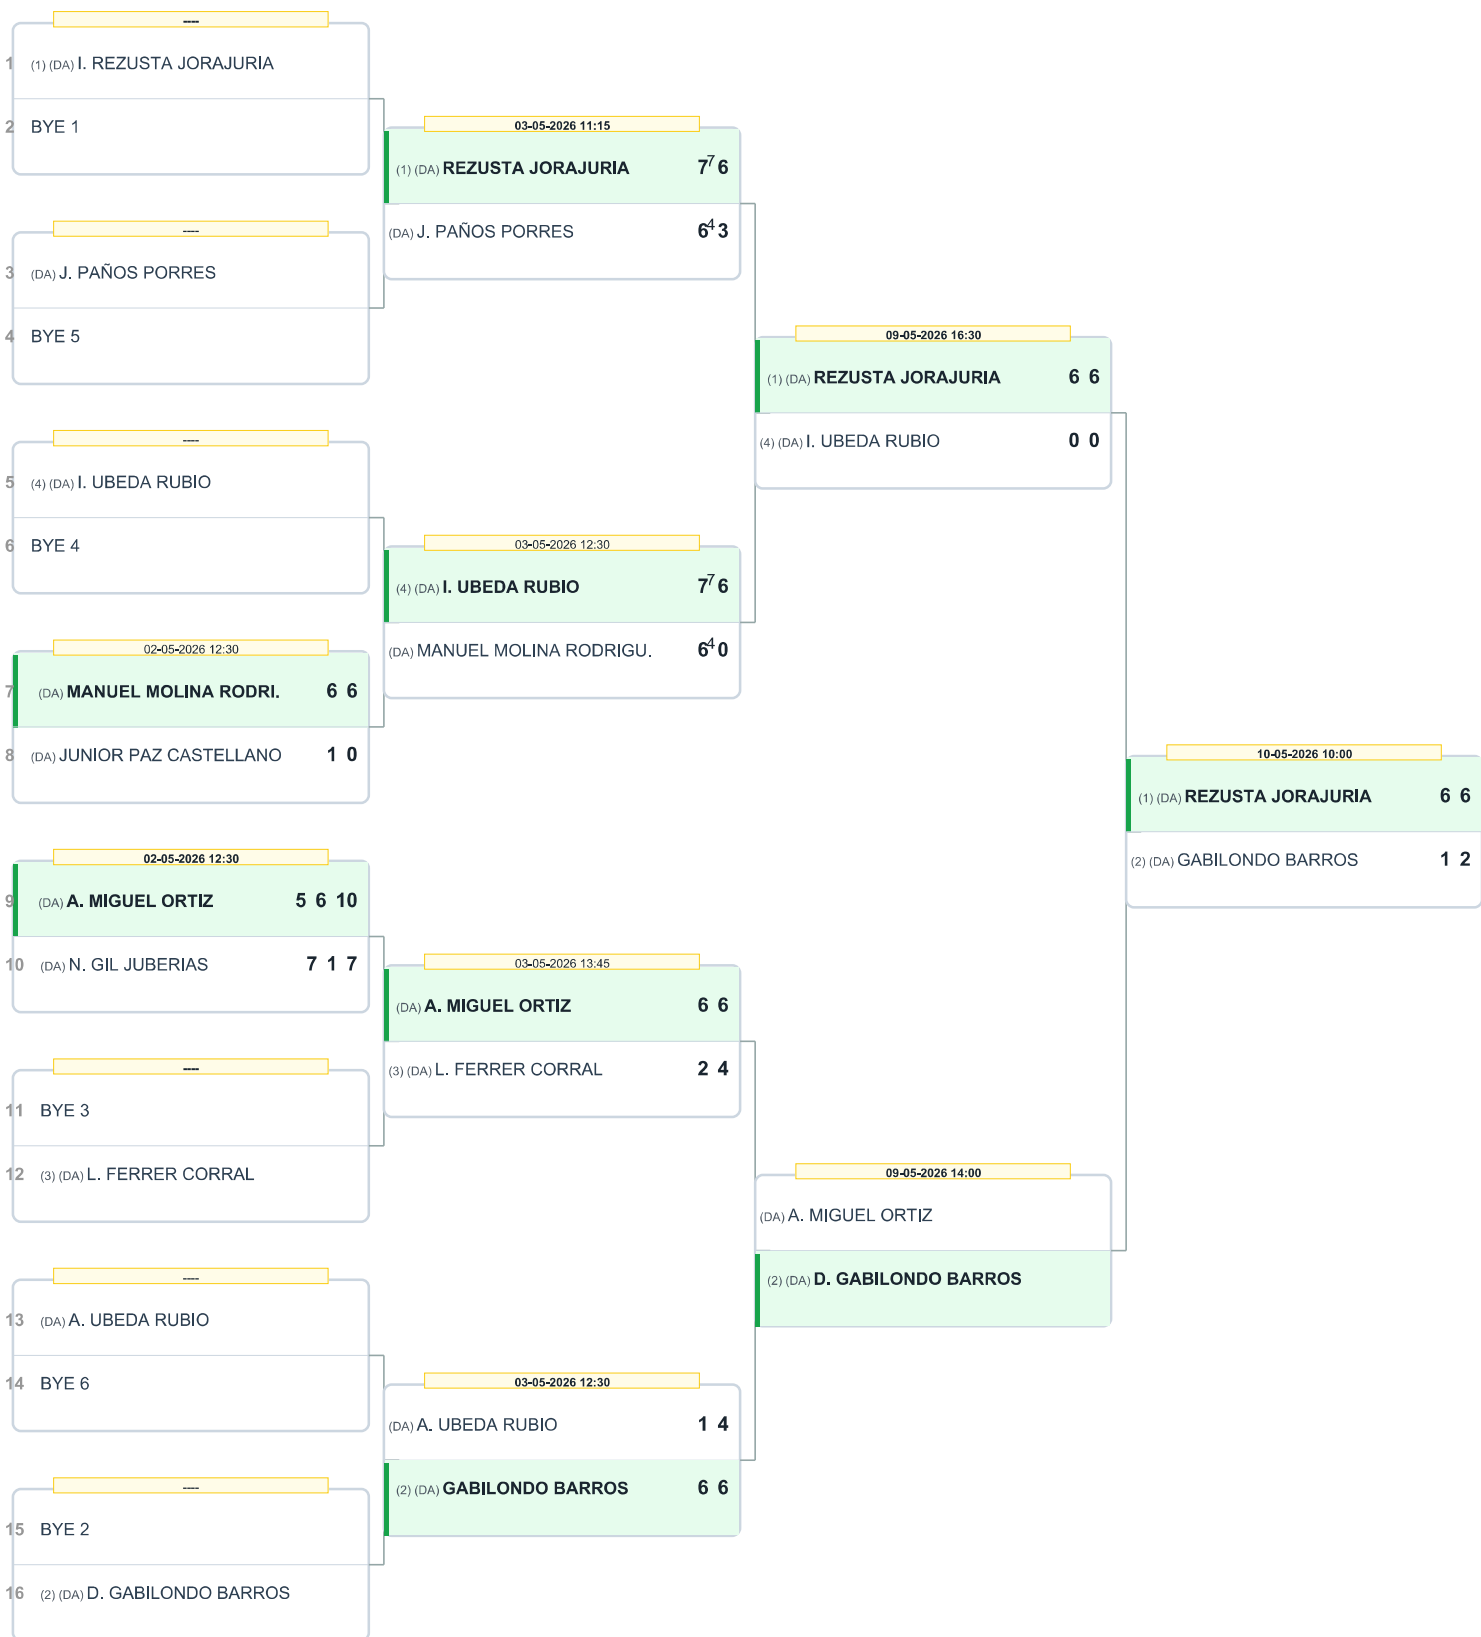 ----
1 (1) (DA) I. REZUSTA JORAJURIA
2 BYE 1
----
3 (DA) J. PAÑOS PORRES
4 BYE 5
----
5 (4) (DA) I. UBEDA RUBIO
6 BYE 4
02-05-2026 12:30
7 (DA) MANUEL MOLINA RODRI. 6 6
8 (DA) JUNIOR PAZ CASTELLANO 1 0
02-05-2026 12:30
9 (DA) A. MIGUEL ORTIZ 5 6 10
10 (DA) N. GIL JUBERIAS 7 1 7
----
11 BYE 3
12 (3) (DA) L. FERRER CORRAL
----
13 (DA) A. UBEDA RUBIO
14 BYE 6
----
15 BYE 2
16 (2) (DA) D. GABILONDO BARROS
03-05-2026 11:15
(1) (DA) REZUSTA JORAJURIA 7⁷ 6
(DA) J. PAÑOS PORRES 6⁴ 3
03-05-2026 12:30
(4) (DA) I. UBEDA RUBIO 7⁷ 6
(DA) MANUEL MOLINA RODRIGU. 6⁴ 0
03-05-2026 13:45
(DA) A. MIGUEL ORTIZ 6 6
(3) (DA) L. FERRER CORRAL 2 4
03-05-2026 12:30
(DA) A. UBEDA RUBIO 1 4
(2) (DA) GABILONDO BARROS 6 6
09-05-2026 16:30
(1) (DA) REZUSTA JORAJURIA 6 6
(4) (DA) I. UBEDA RUBIO 0 0
09-05-2026 14:00
(DA) A. MIGUEL ORTIZ
(2) (DA) D. GABILONDO BARROS
10-05-2026 10:00
(1) (DA) REZUSTA JORAJURIA 6 6
(2) (DA) GABILONDO BARROS 1 2